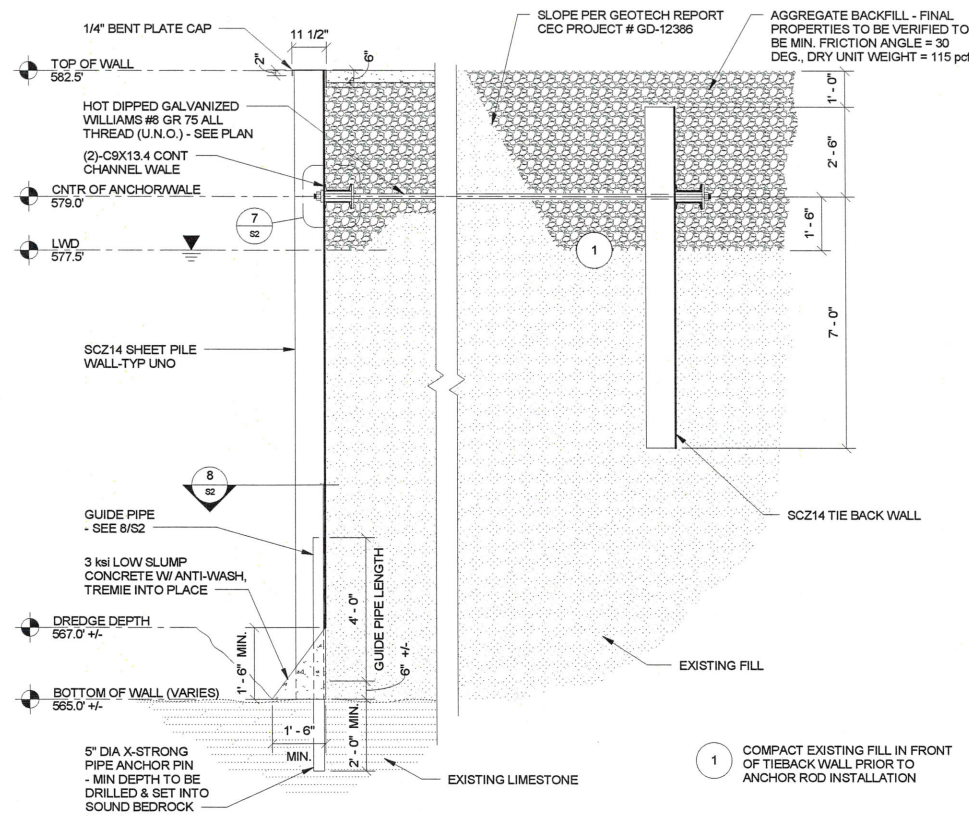 1/4" BENT PLATE CAP
11 1/2"
2"
6"
SLOPE PER GEOTECH REPORT
CEC PROJECT # GD-12386
AGGREGATE BACKFILL - FINAL
PROPERTIES TO BE VERIFIED TO
BE MIN. FRICTION ANGLE = 30
DEG., DRY UNIT WEIGHT = 115 pcf
TOP OF WALL
582.5'
HOT DIPPED GALVANIZED
WILLIAMS #8 GR 75 ALL
THREAD (U.N.O.) - SEE PLAN
(2)-C9X13.4 CONT
CHANNEL WALE
1' - 0"
2' - 6"
CNTR OF ANCHOR/WALE
579.0'
7
S2
1' - 6"
LWD
577.5'
1
7' - 0"
SCZ14 SHEET PILE
WALL-TYP UNO
8
S2
GUIDE PIPE
- SEE 8/S2
SCZ14 TIE BACK WALL
3 ksi LOW SLUMP
CONCRETE W/ ANTI-WASH,
TREMIE INTO PLACE
GUIDE PIPE LENGTH
4' - 0"
6" +/-
DREDGE DEPTH
567.0' +/-
1' - 6" MIN.
EXISTING FILL
BOTTOM OF WALL (VARIES)
565.0' +/-
1' - 6"
MIN.
2' - 0" MIN.
5" DIA X-STRONG
PIPE ANCHOR PIN
- MIN DEPTH TO BE
DRILLED & SET INTO
SOUND BEDROCK
EXISTING LIMESTONE
1
COMPACT EXISTING FILL IN FRONT
OF TIEBACK WALL PRIOR TO
ANCHOR ROD INSTALLATION